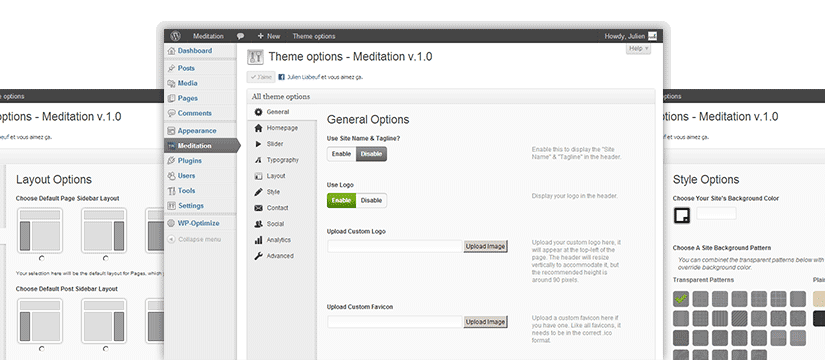 Meditation
New
Theme options
Howdy, Julien
Help
Dashboard
Posts
Media
Pages
Comments
Appearance
Meditation
Plugins
Users
Tools
Settings
WP-Optimize
Collapse menu
Theme options - Meditation v.1.0
J'aime
Julien Liabeuf et vous aimez ça.
All theme options
General
Homepage
Slider
Typography
Layout
Style
Contact
Social
Analytics
Advanced
General Options
Use Site Name & Tagline?
Enable Disable
Enable this to display the "Site
Name" & "Tagline" in the header.
Use Logo
Enable Disable
Display your logo in the header.
Upload Custom Logo
Upload Image
Upload your custom logo here, it
will appear at the top-left of the
page. The header will resize
vertically to accommodate it, but
the recommended height is
around 90 pixels.
Upload Custom Favicon
Upload Image
Upload a custom favicon here if
you have one. Like all favicons, it
needs to be in the correct .ico
format.
options
ptions - Meditation v.1.0
beuf et vous aimez ça.
Layout Options
Choose Default Page Sidebar Layout
Your selection here will be the default layout for Pages, which
Choose Default Post Sidebar Layout
options
options - Meditation v.1.0
et vous aimez ça.
Style Options
Choose Your Site's Background Color
Choose A Site Background Pattern
You can combinet the transparent patterns below with
override background color.
Transparent Patterns
Plain